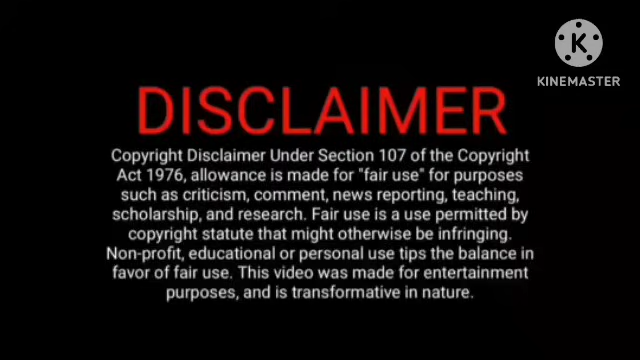 K
KINEMASTER
DISCLAIMER
Copyright Disclaimer Under Section 107 of the Copyright
Act 1976, allowance is made for "fair use" for purposes
such as criticism, comment, news reporting, teaching,
scholarship, and research. Fair use is a use permitted by
copyright statute that might otherwise be infringing.
Non-profit, educational or personal use tips the balance in
favor of fair use. This video was made for entertainment
purposes, and is transformative in nature.